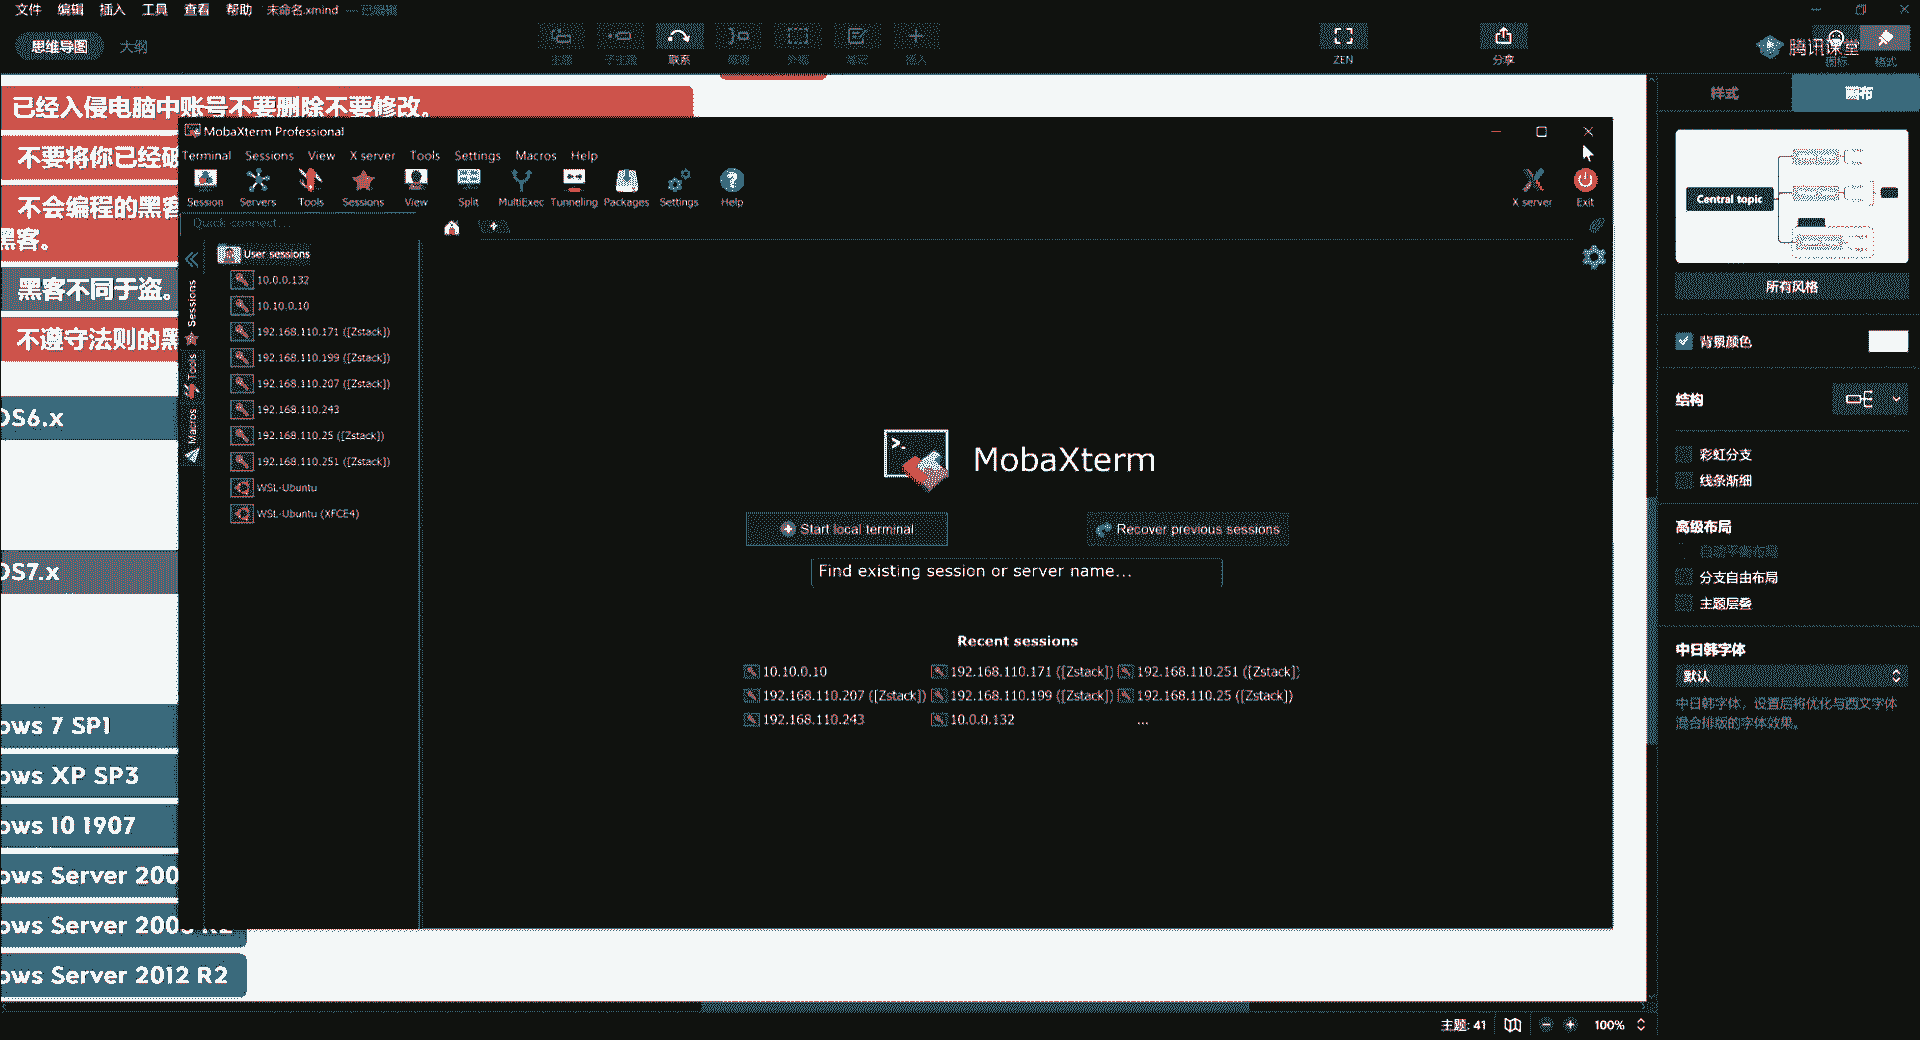 文件 编辑 插入 工具 查看 帮助 未命名.xmind — 已编辑
思维导图 大纲
主题 子主题 联系 概要 外框 笔记 插入 ZEN 分享 图标 格式
腾讯课堂
已经入侵电脑中账号不要删除不要修改。
不要将你已经破
不会编程的黑客
黑客。
黑客不同于盗。
不遵守法则的黑
OS6.x
OS7.x
ows 7 SP1
ows XP SP3
ows 10 1907
ows Server 200
ows Server 2008 R2
ows Server 2012 R2
MobaXterm Professional
Terminal Sessions View X server Tools Settings Macros Help
Session Servers Tools Sessions View Split MultiExec Tunneling Packages Settings Help X server Exit
Quick connect...
Sessions
Tools
Macros
User sessions
10.0.0.132
10.10.0.10
192.168.110.171 ([Zstack])
192.168.110.199 ([Zstack])
192.168.110.207 ([Zstack])
192.168.110.243
192.168.110.25 ([Zstack])
192.168.110.251 ([Zstack])
WSL-Ubuntu
WSL-Ubuntu (XFCE4)
MobaXterm
Start local terminal Recover previous sessions
Find existing session or server name...
Recent sessions
10.10.0.10 192.168.110.171 ([Zstack]) 192.168.110.251 ([Zstack])
192.168.110.207 ([Zstack]) 192.168.110.199 ([Zstack]) 192.168.110.25 ([Zstack])
192.168.110.243 10.0.0.132 ...
样式 画布
Central topic
所有风格
背景颜色
结构
彩虹分支
线条渐细
高级布局
自动平衡布局
分支自由布局
主题层叠
中日韩字体
默认
中日韩字体，设置后将优化与西文字体
混合排版的字体效果。
主题: 41 100%